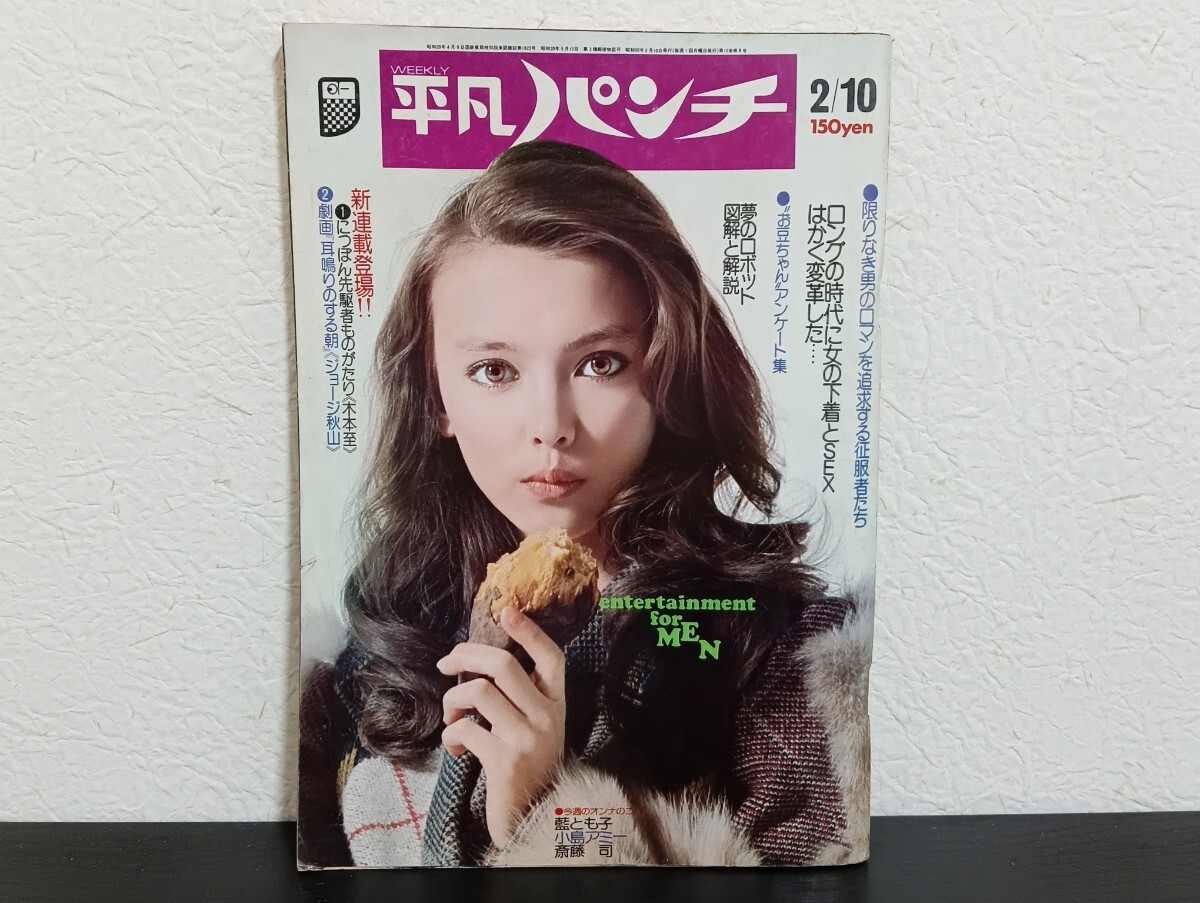 WEEKLY
平凡パンチ
2/10
150yen
●限りなき男のロマンを追求する征服者たち
ロングの時代に女の下着とSEX
はかく変革した…
●"お豆ちゃん"アンケート集
夢のロボット
図解と解説
新連載登場!!
❶にっぽん先駆者ものがたり《木本至》
❷劇画『耳鳴りのする朝』《ジョージ秋山》
entertainment
for
MEN
●今週のオンナのコ
藍とも子
小島アミー
斎藤 司